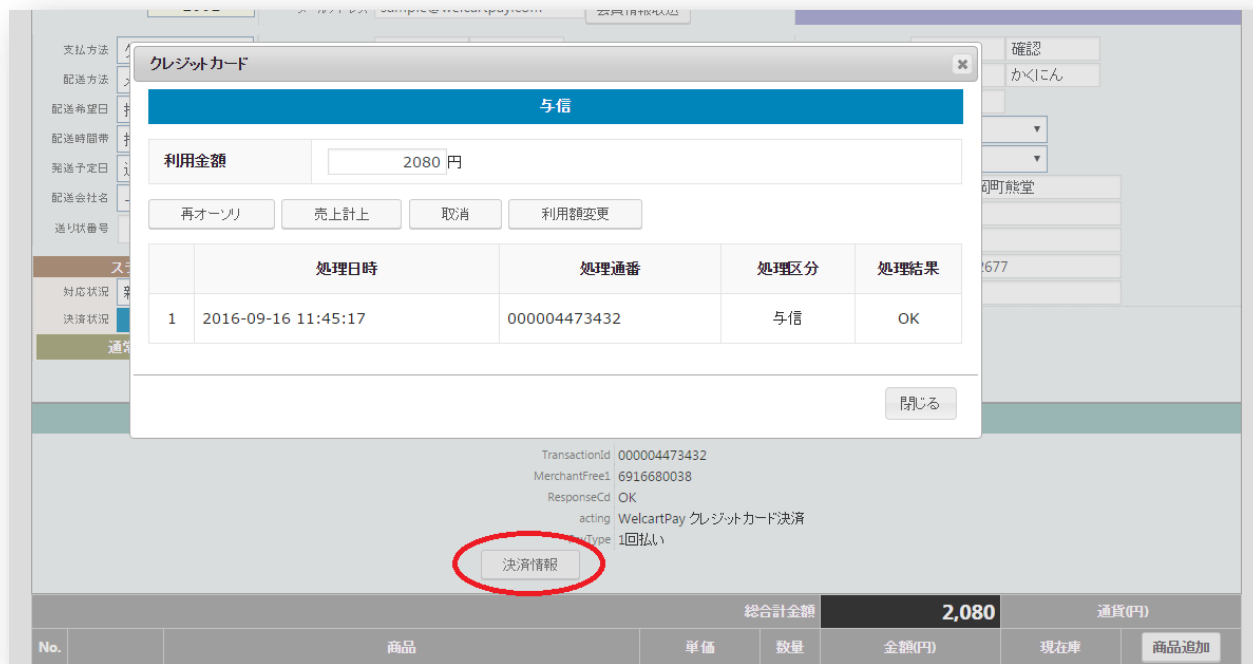 支払方法
確認
配送方法
かくにん
配送希望日
配送時間帯
発送予定日
配送会社名
送り状番号
岡町熊堂
2677
対応状況
決済状況
クレジットカード
与信
利用金額 2080 円
再オーソリ 売上計上 取消 利用額変更
処理日時 処理通番 処理区分 処理結果
1 2016-09-16 11:45:17 000004473432 与信 OK
閉じる
TransactionId 000004473432
MerchantFree1 6916680038
ResponseCd OK
acting WelcartPay クレジットカード決済
1回払い
決済情報
総合計金額 2,080 通貨(円)
No. 商品 単価 数量 金額(円) 現在庫 商品追加